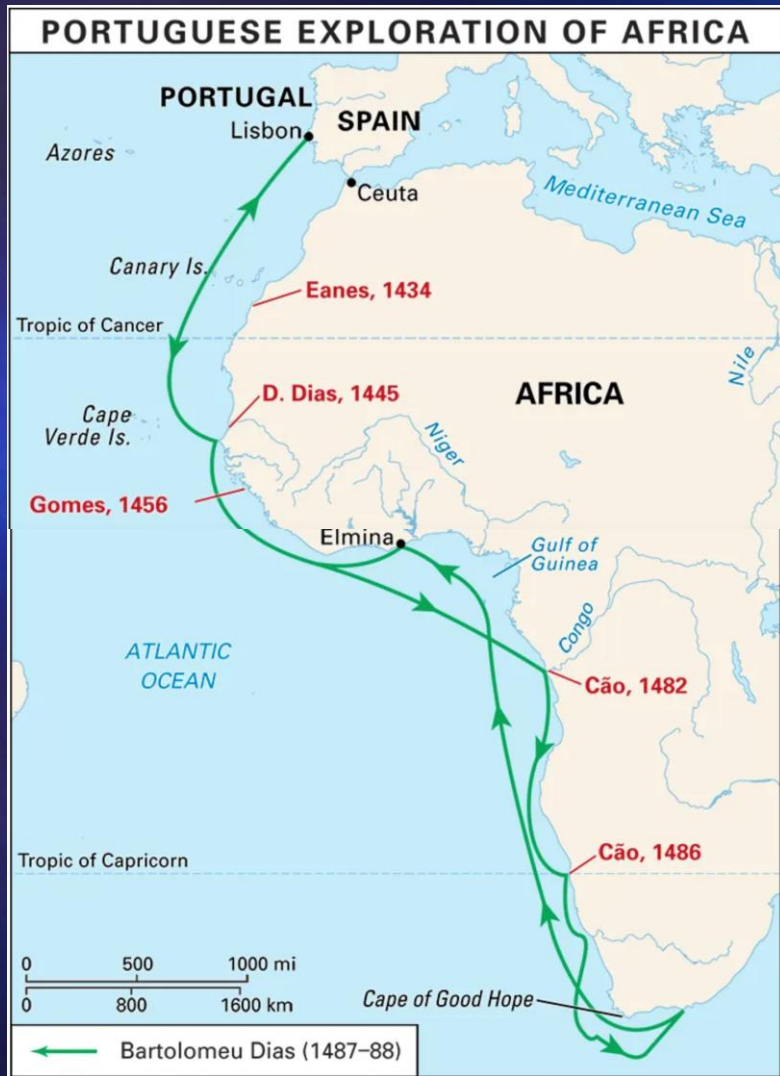 PORTUGUESE EXPLORATION OF AFRICA
PORTUGAL
SPAIN
Lisbon
Azores
Ceuta
Mediterranean Sea
Canary Is.
Eanes, 1434
Tropic of Cancer
Nile
D. Dias, 1445
AFRICA
Cape
Verde Is.
Niger
Gomes, 1456
Elmina
Gulf of
Guinea
Congo
ATLANTIC
OCEAN
Cão, 1482
Cão, 1486
Tropic of Capricorn
0 500 1000 mi
0 800 1600 km
Cape of Good Hope
Bartolomeu Dias (1487–88)